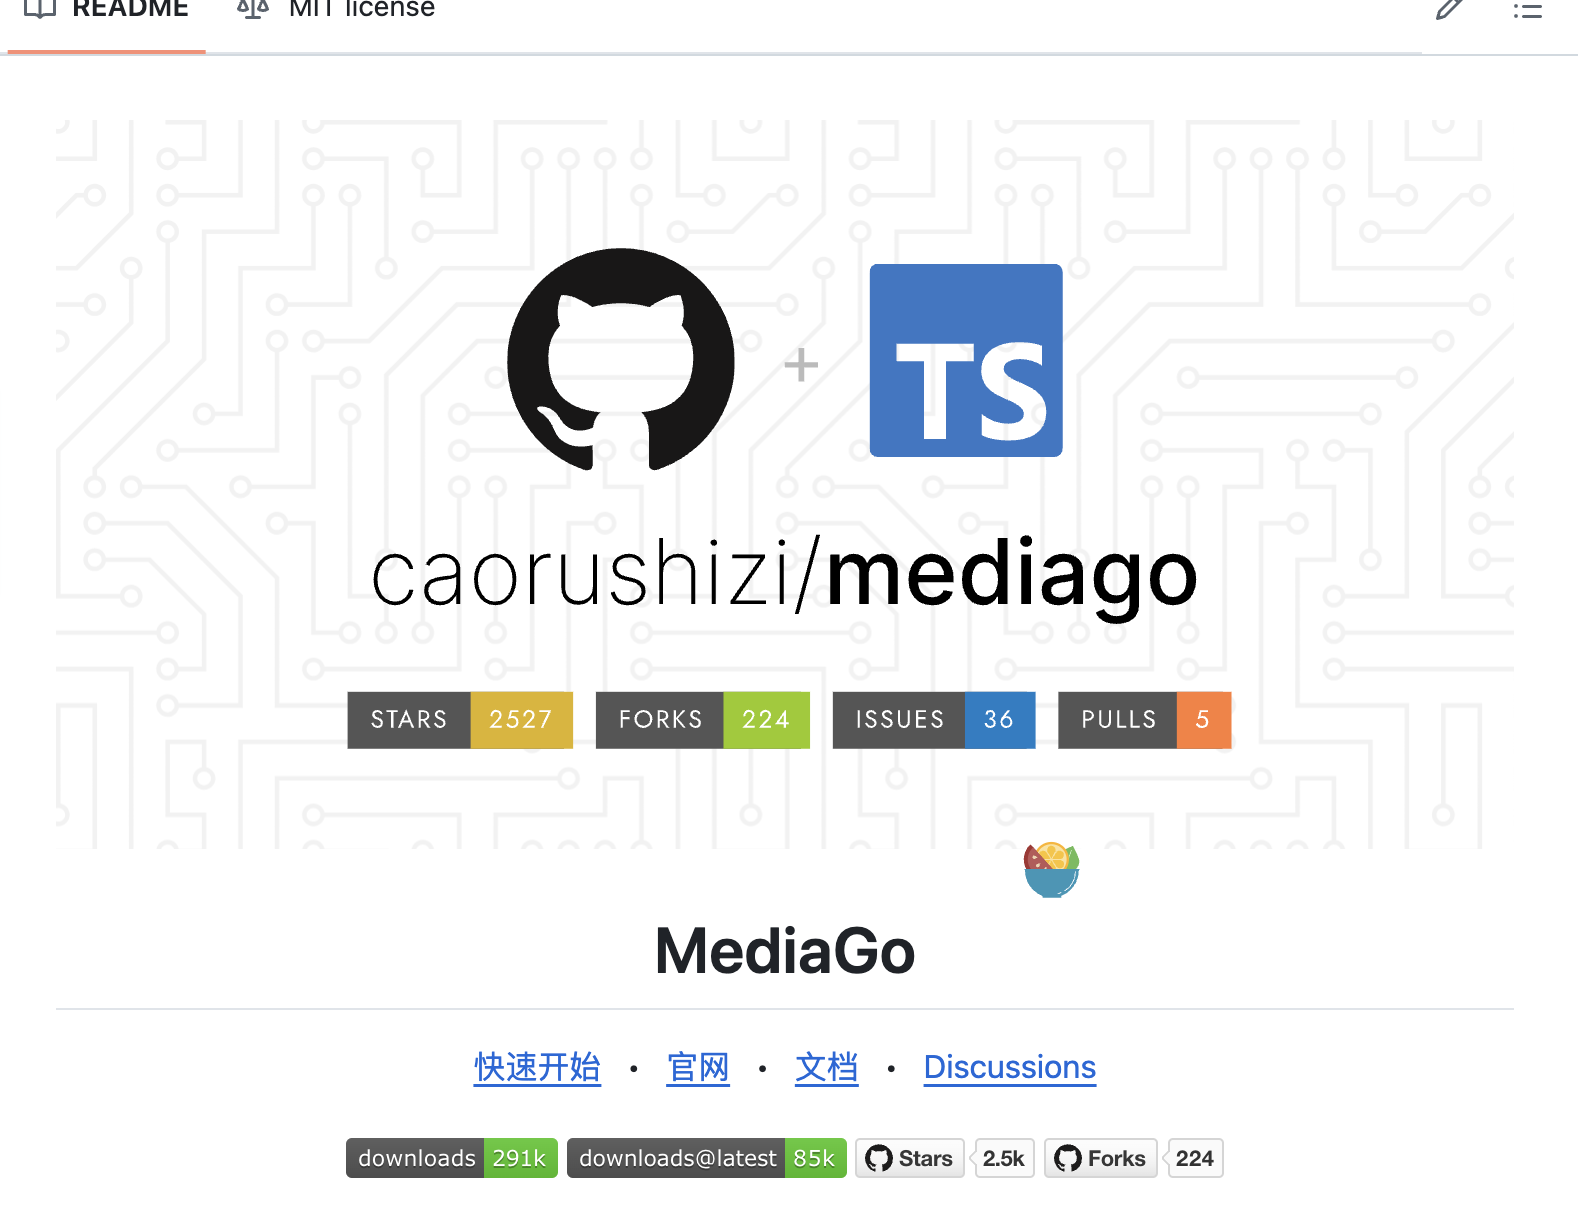 README MIT license
TS
caorushizi/mediago
STARS 2527 FORKS 224 ISSUES 36 PULLS 5
MediaGo
快速开始 • 官网 • 文档 • Discussions
downloads 291k downloads@latest 85k Stars 2.5k Forks 224